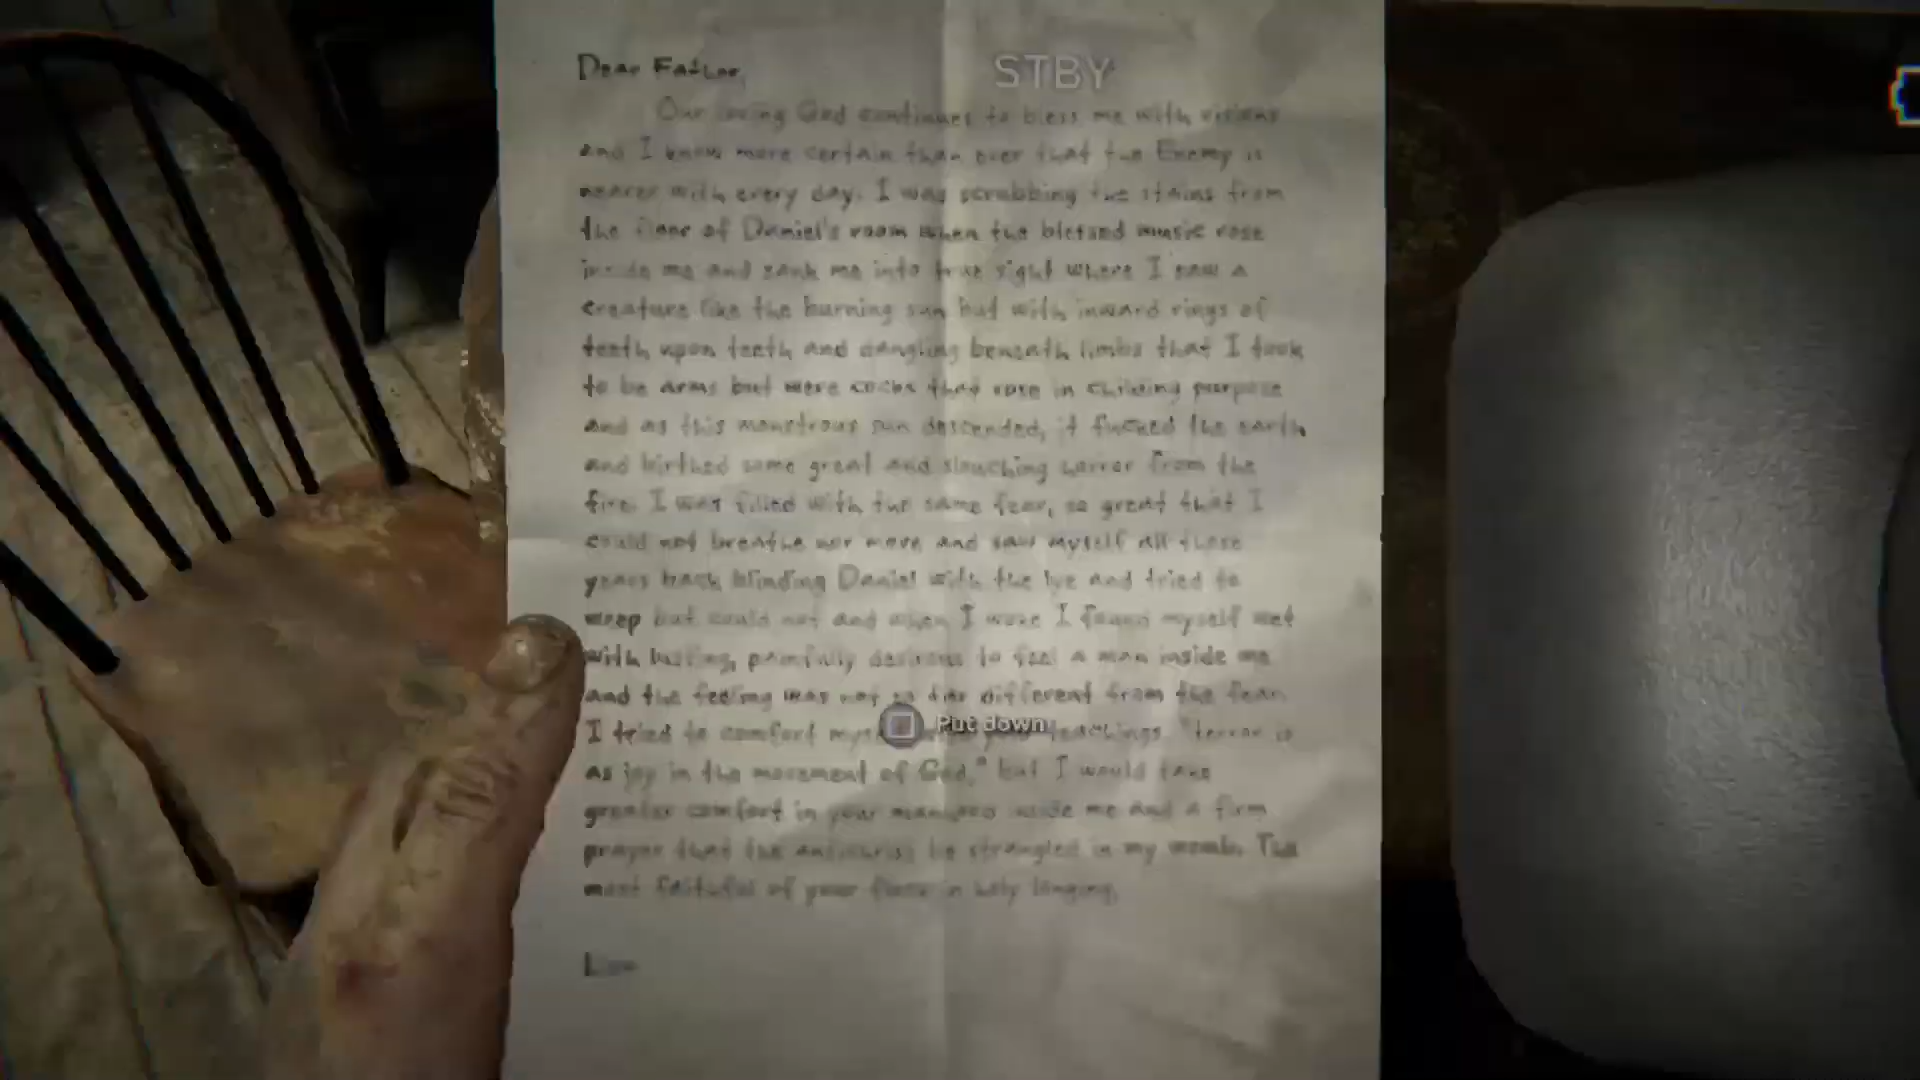 Dear Father,
STBY
Our loving God continues to bless me with visions
and I know more certain than ever that the Enemy is
nearer with every day. I was scrubbing the stains from
the floor of Daniel's room when the blessed music rose
inside me and sank me into true sight where I saw a
creature like the burning sun but with inward rings of
teeth upon teeth and dangling beneath limbs that I took
to be arms but were cocks that rose in chilling purpose
and as this monstrous sun descended, it fucked the earth
and birthed some great and slouching horror from the
fire. I was filled with the same fear, so great that I
could not breathe nor move and saw myself all those
years back blinding Daniel with the lye and tried to
weep but could not and when I woke I found myself wet
with lusting, painfully desirous to feel a man inside me
and the feeling was not so far different from the fear.
I tried to comfort your teachings. "terror is
Put down
as joy in the movement of God," but I would take
greater comfort in your inside me and a firm
prayer that the antichrist be strangled in my womb. The
most faithful of your flock in holy longing,